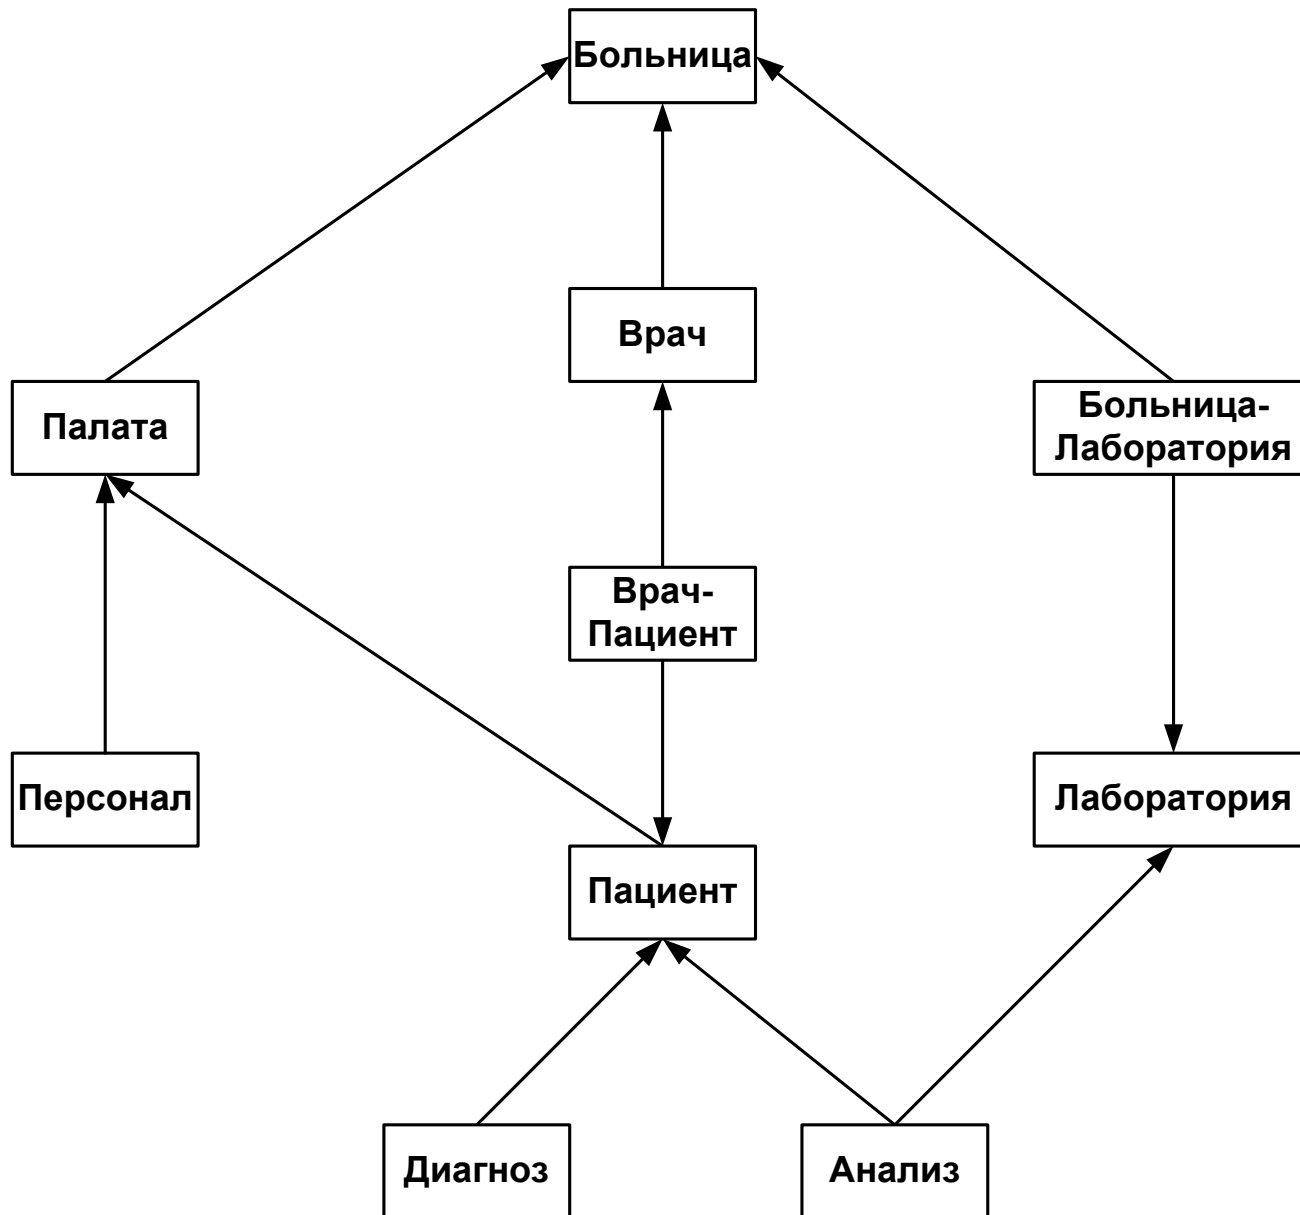 Больница
Врач
Палата
Больница-
Лаборатория
Врач-
Пациент
Персонал
Лаборатория
Пациент
Диагноз
Анализ